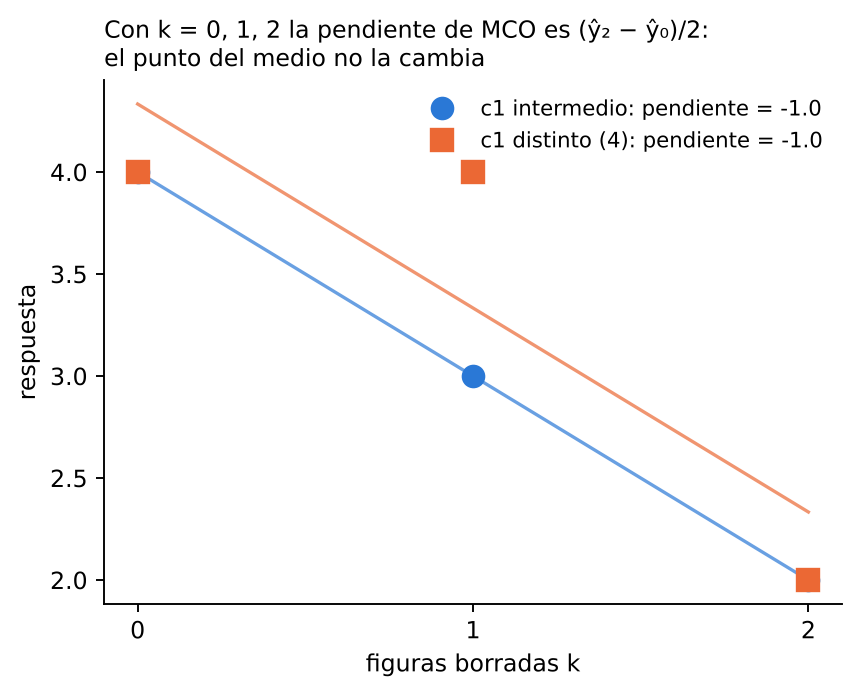 Con k = 0, 1, 2 la pendiente de MCO es (ŷ₂ − ŷ₀)/2:
el punto del medio no la cambia
c1 intermedio: pendiente = -1.0
c1 distinto (4): pendiente = -1.0
4.0
3.5
3.0
2.5
2.0
respuesta
0
1
2
figuras borradas k